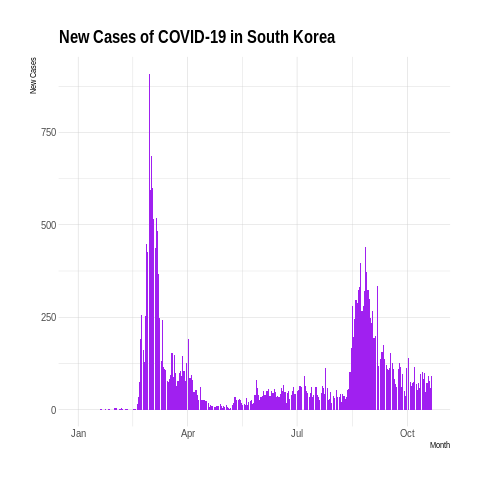 New Cases of COVID-19 in South Korea
New Cases
750
500
250
0
Jan Apr Jul Oct
Month